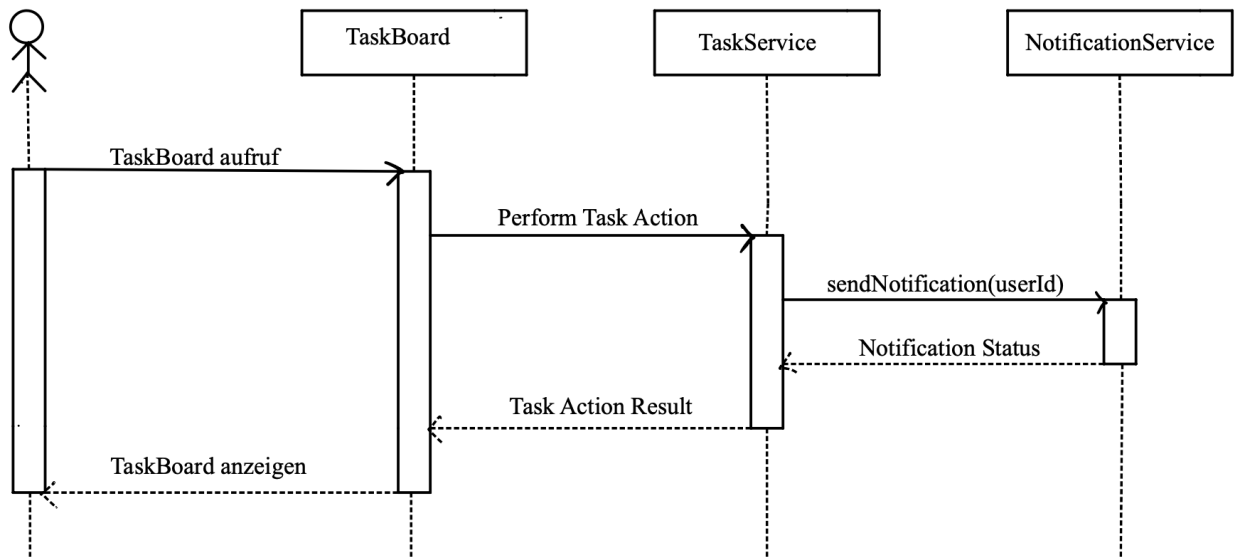 TaskBoard
TaskService
NotificationService
TaskBoard aufruf
Perform Task Action
sendNotification(userId)
Notification Status
Task Action Result
TaskBoard anzeigen